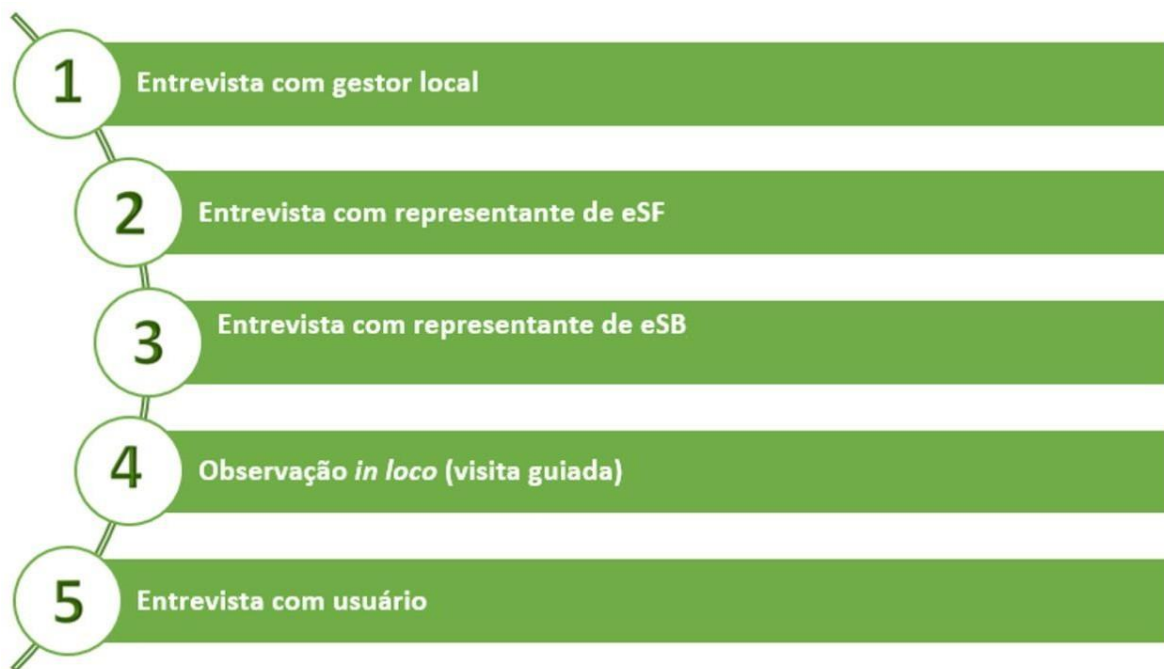 1
Entrevista com gestor local
2
Entrevista com representante de eSF
3
Entrevista com representante de eSB
4
Observação in loco (visita guiada)
5
Entrevista com usuário